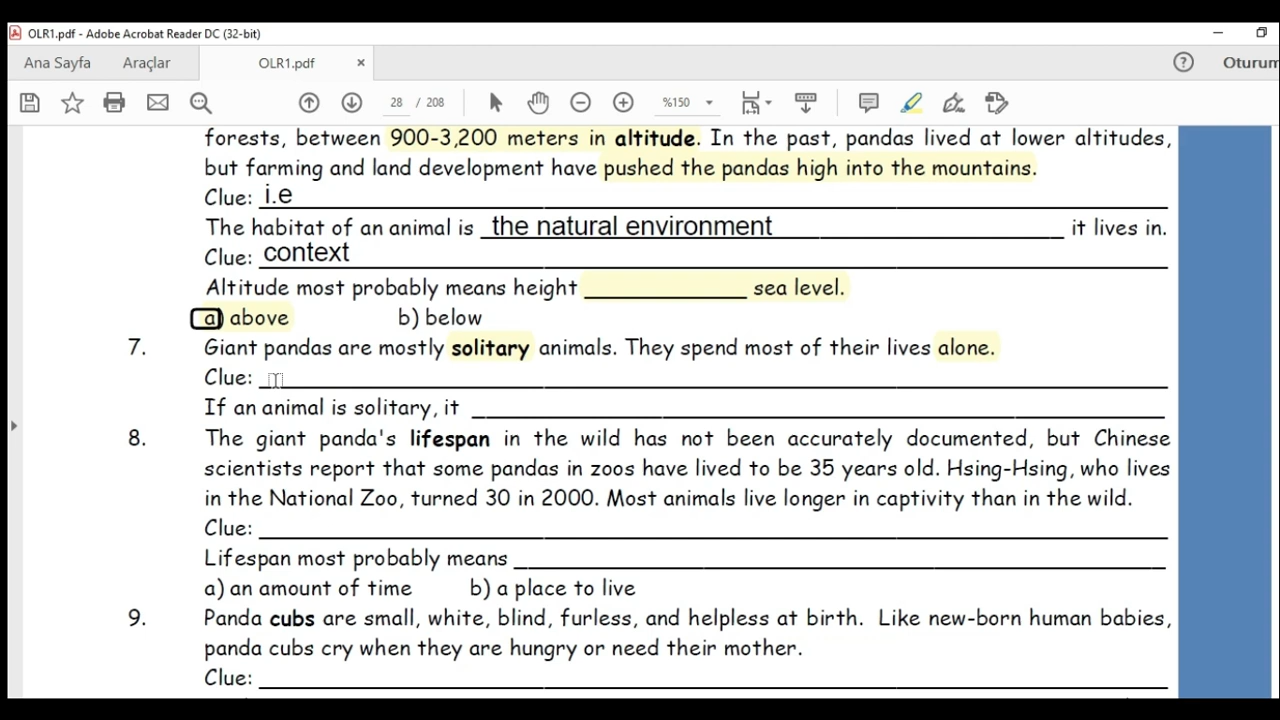 OLR1.pdf - Adobe Acrobat Reader DC (32-bit)
Ana Sayfa Araçlar OLR1.pdf × ? Oturum
28 / 208 %150
forests, between 900-3,200 meters in altitude. In the past, pandas lived at lower altitudes,
but farming and land development have pushed the pandas high into the mountains.
Clue: i.e
The habitat of an animal is the natural environment it lives in.
Clue: context
Altitude most probably means height ____________ sea level.
a) above b) below
7. Giant pandas are mostly solitary animals. They spend most of their lives alone.
Clue: ____________
If an animal is solitary, it ____________
8. The giant panda's lifespan in the wild has not been accurately documented, but Chinese
scientists report that some pandas in zoos have lived to be 35 years old. Hsing-Hsing, who lives
in the National Zoo, turned 30 in 2000. Most animals live longer in captivity than in the wild.
Clue: ____________
Lifespan most probably means ____________
a) an amount of time b) a place to live
9. Panda cubs are small, white, blind, furless, and helpless at birth. Like new-born human babies,
panda cubs cry when they are hungry or need their mother.
Clue: ____________